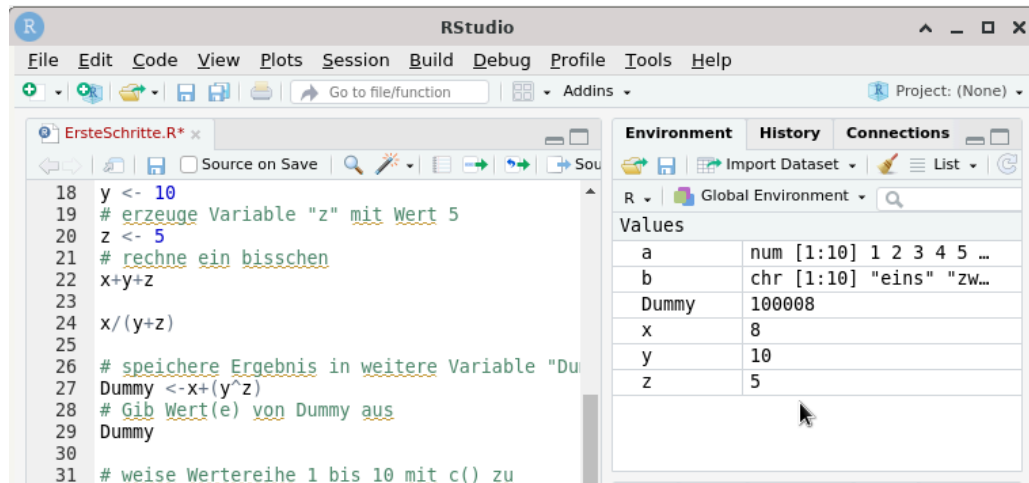 R RStudio
File Edit Code View Plots Session Build Debug Profile Tools Help
Go to file/function Addins R Project: (None)
ErsteSchritte.R*
Source on Save
18 y <- 10
19 # erzeuge Variable "z" mit Wert 5
20 z <- 5
21 # rechne ein bisschen
22 x+y+z
23
24 x/(y+z)
25
26 # speichere Ergebnis in weitere Variable "Du
27 Dummy <-x+(y^z)
28 # Gib Wert(e) von Dummy aus
29 Dummy
30
31 # weise Wertereihe 1 bis 10 mit c() zu
Environment History Connections
Import Dataset List
R Global Environment
Values
a num [1:10] 1 2 3 4 5 …
b chr [1:10] "eins" "zw…
Dummy 100008
x 8
y 10
z 5